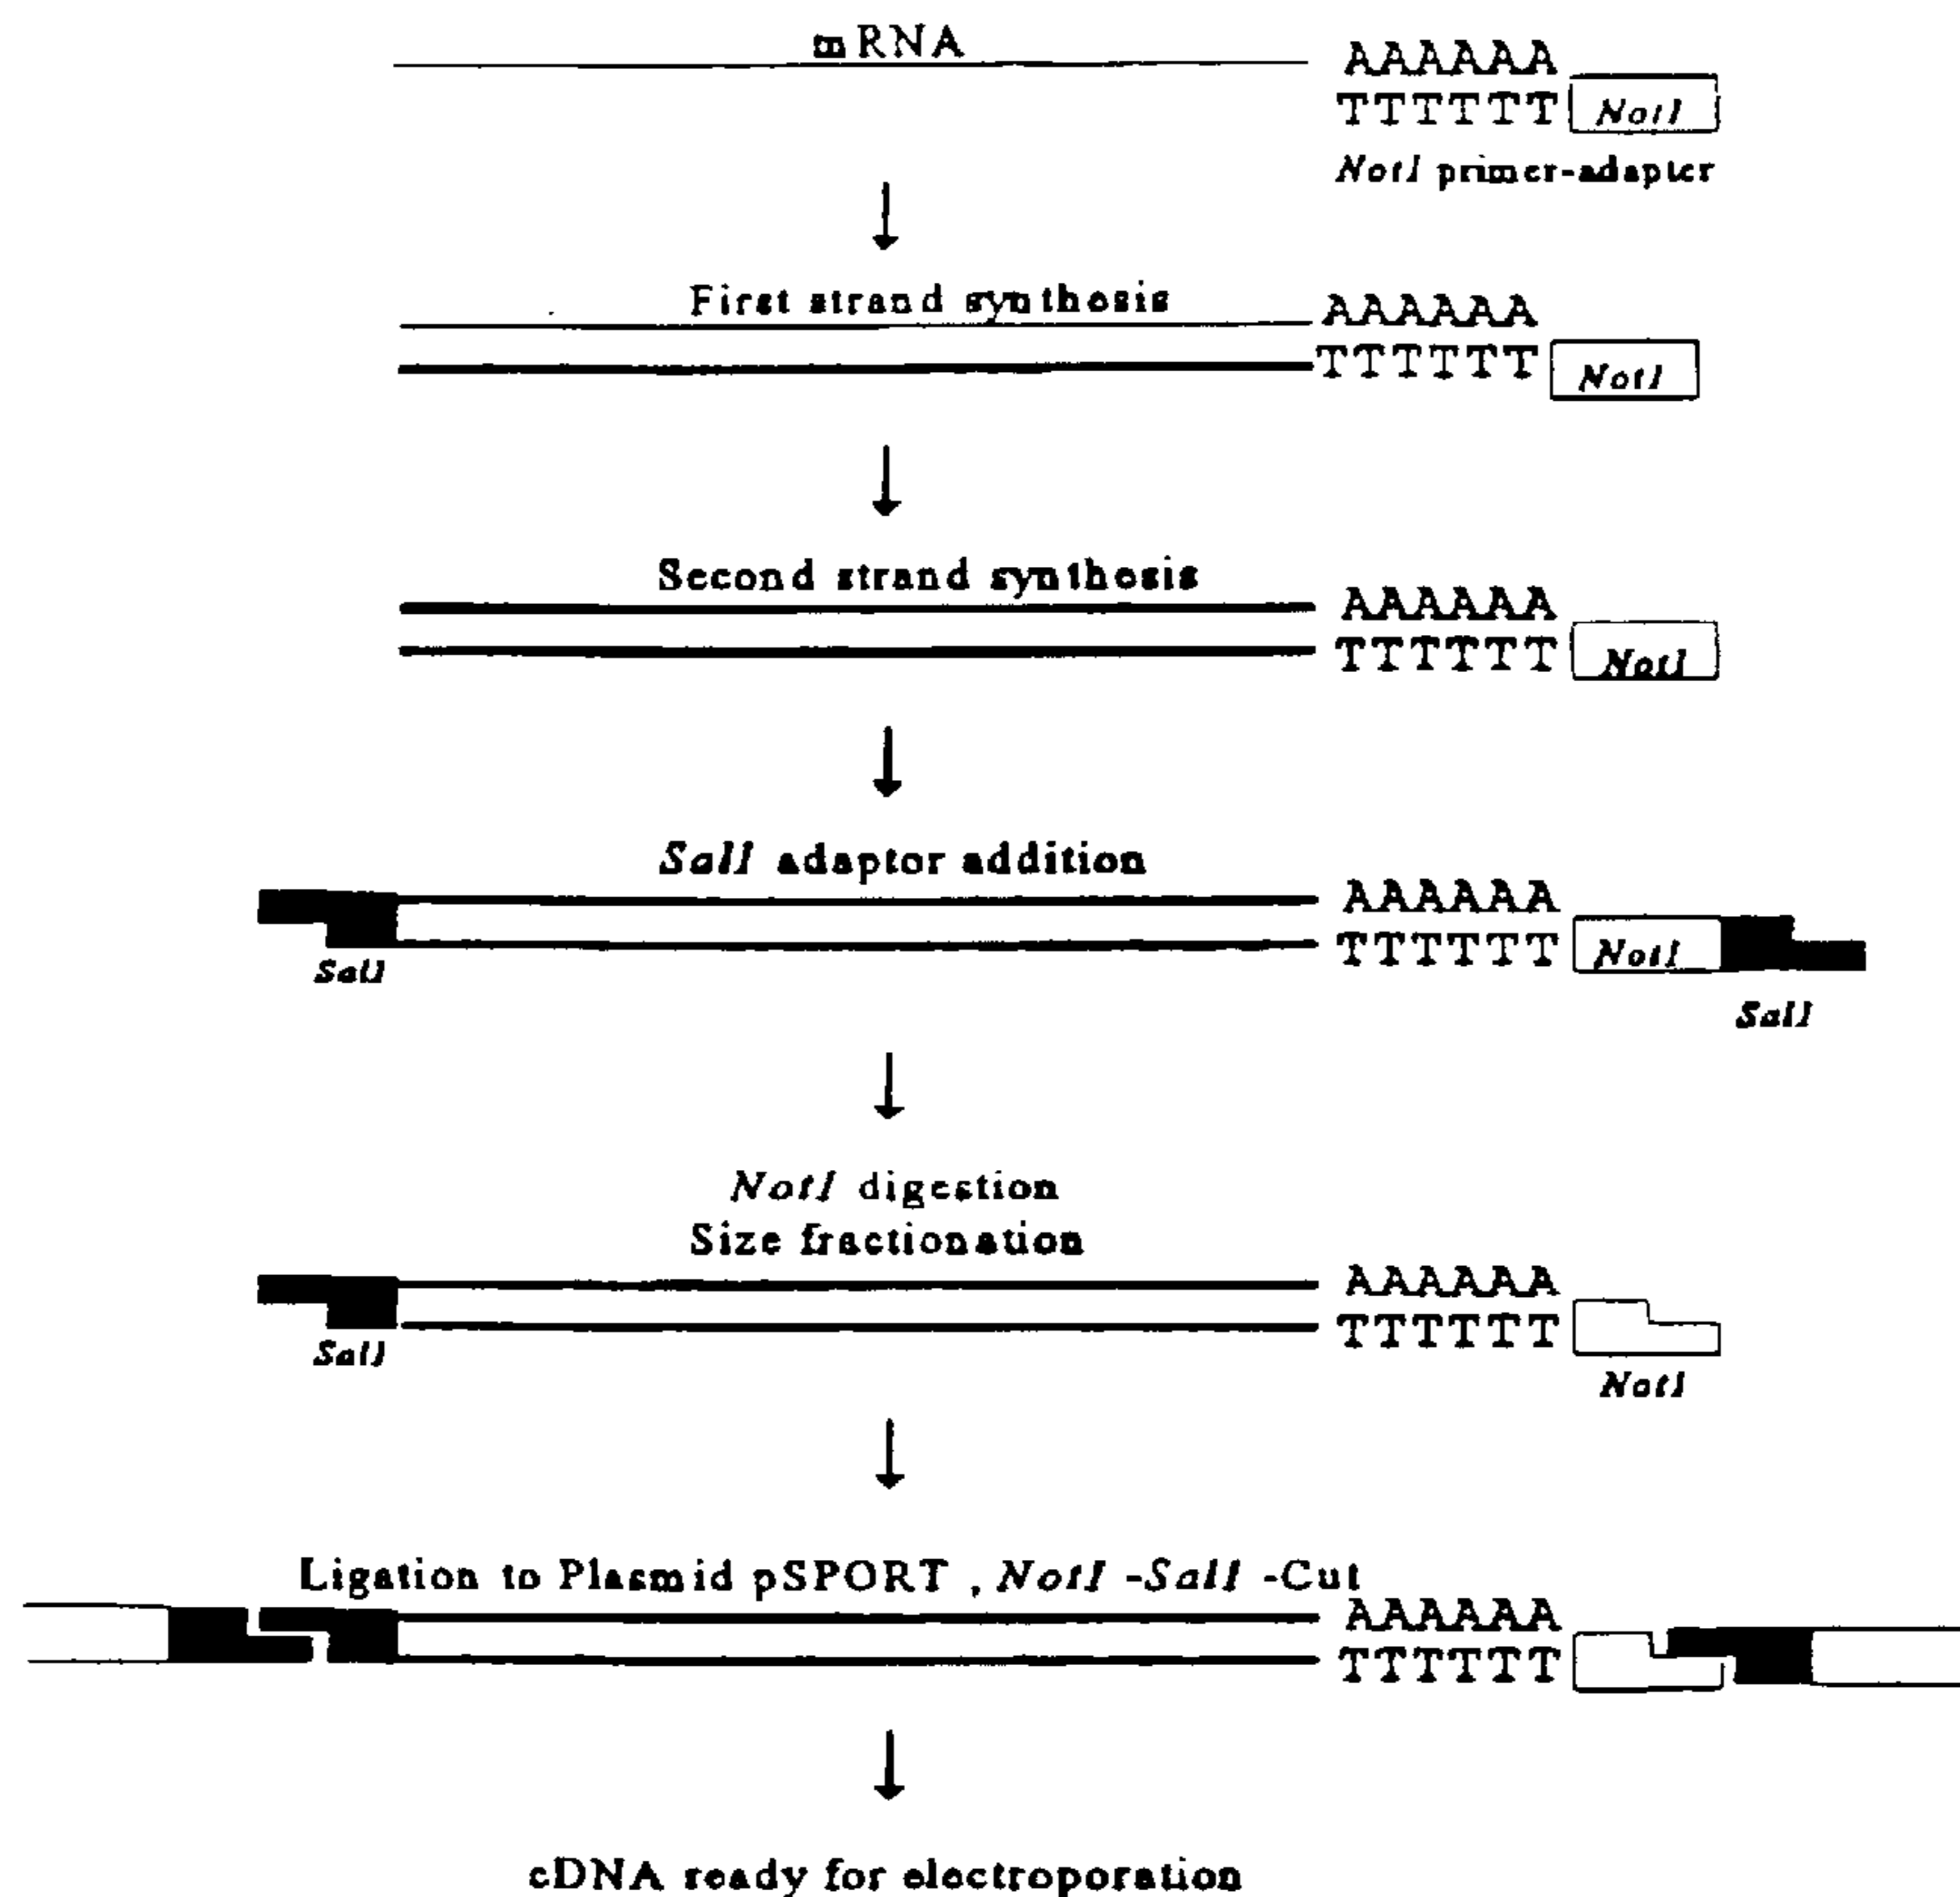 mRNA
AAAAAA
TTTTTT NotI
NotI primer-adapter
First strand synthesis
AAAAAA
TTTTTT NotI
Second strand synthesis
AAAAAA
TTTTTT NotI
SalI adaptor addition
AAAAAA
TTTTTT NotI
SalI
SalI
NotI digestion
Size fractionation
AAAAAA
TTTTTT
SalI
NotI
Ligation to Plasmid pSPORT , NotI -SalI -Cut
AAAAAA
TTTTTT
cDNA ready for electroporation